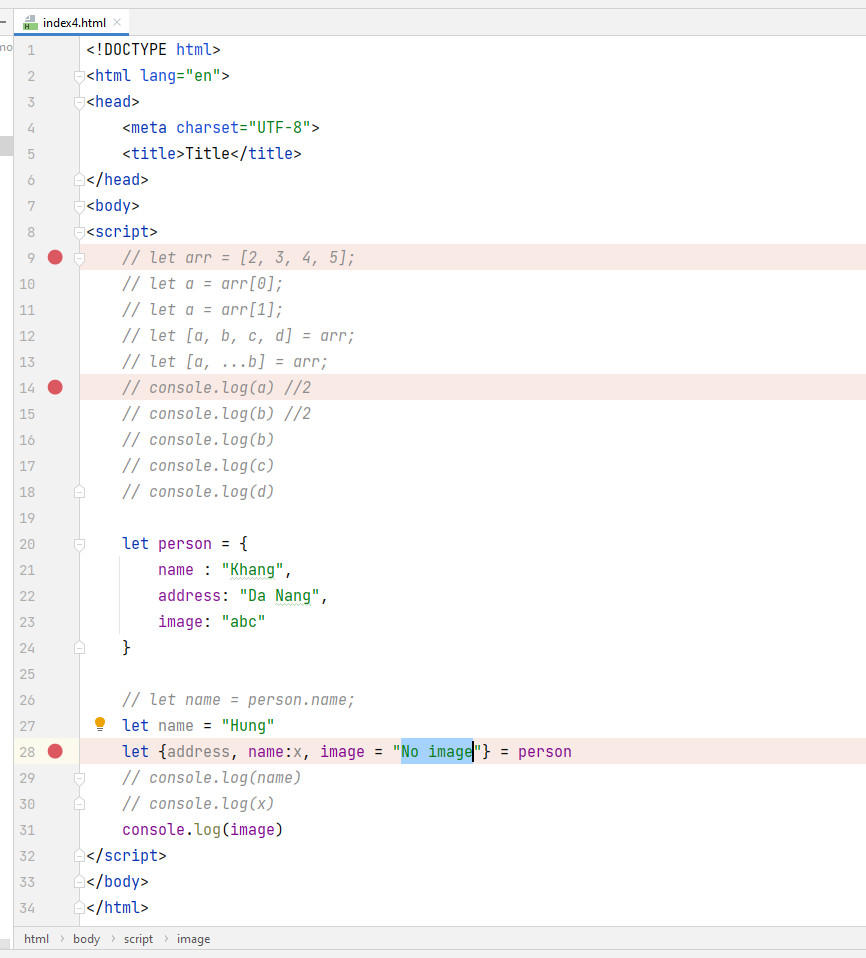 index4.html
mo
1 <!DOCTYPE html>
2 <html lang="en">
3 <head>
4     <meta charset="UTF-8">
5     <title>Title</title>
6 </head>
7 <body>
8 <script>
9     // let arr = [2, 3, 4, 5];
10     // let a = arr[0];
11     // let a = arr[1];
12     // let [a, b, c, d] = arr;
13     // let [a, ...b] = arr;
14     // console.log(a) //2
15     // console.log(b) //2
16     // console.log(b)
17     // console.log(c)
18     // console.log(d)
19
20     let person = {
21         name : "Khang",
22         address: "Da Nang",
23         image: "abc"
24     }
25
26     // let name = person.name;
27     let name = "Hung"
28     let {address, name:x, image = "No image"} = person
29     // console.log(name)
30     // console.log(x)
31     console.log(image)
32 </script>
33 </body>
34 </html>
html › body › script › image